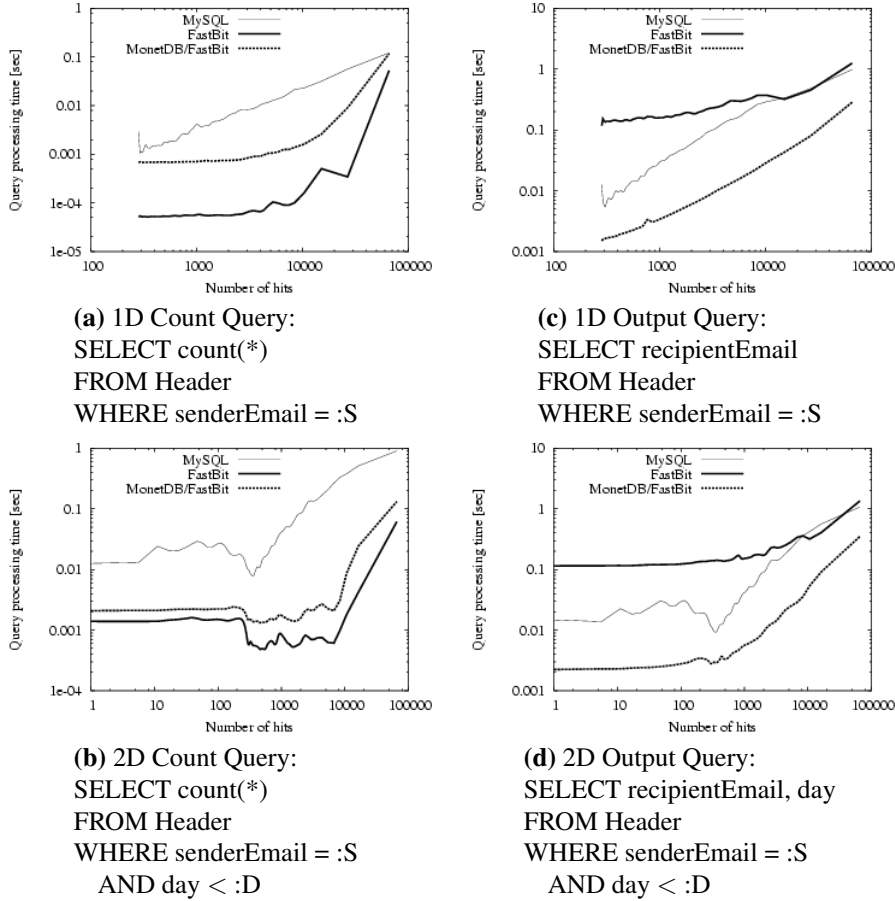 Query processing time [sec]
1
0.1
0.01
0.001
1e-04
1e-05
MySQL
FastBit
MonetDB/FastBit
100
1000
10000
100000
Number of hits
(a) 1D Count Query:
SELECT count(*)
FROM Header
WHERE senderEmail = :S
Query processing time [sec]
10
1
0.1
0.01
0.001
MySQL
FastBit
MonetDB/FastBit
100
1000
10000
100000
Number of hits
(c) 1D Output Query:
SELECT recipientEmail
FROM Header
WHERE senderEmail = :S
Query processing time [sec]
1
0.1
0.01
0.001
1e-04
MySQL
FastBit
MonetDB/FastBit
1
10
100
1000
10000
100000
Number of hits
(b) 2D Count Query:
SELECT count(*)
FROM Header
WHERE senderEmail = :S
AND day < :D
Query processing time [sec]
10
1
0.1
0.01
0.001
MySQL
FastBit
MonetDB/FastBit
1
10
100
1000
10000
100000
Number of hits
(d) 2D Output Query:
SELECT recipientEmail, day
FROM Header
WHERE senderEmail = :S
AND day < :D